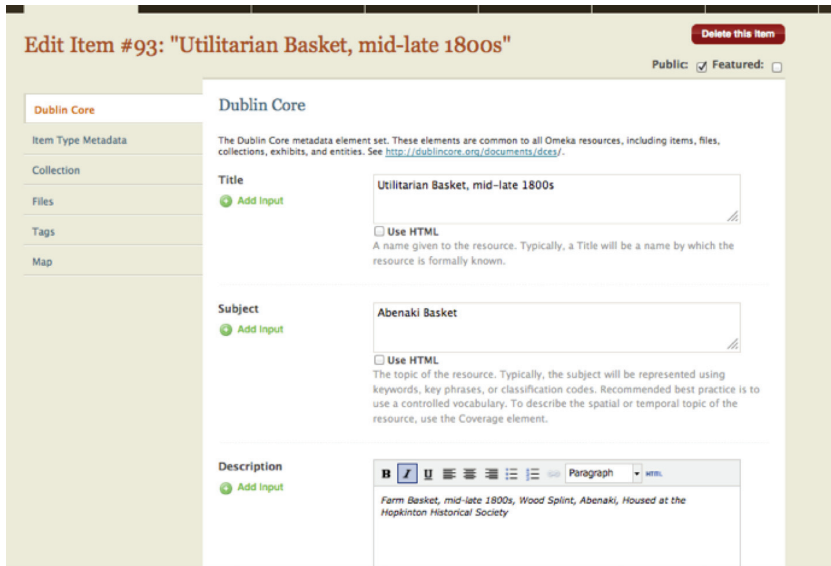 Edit Item #93: "Utilitarian Basket, mid-late 1800s"
Delete this Item
Public: Featured:
Dublin Core
Item Type Metadata
Collection
Files
Tags
Map
Dublin Core
The Dublin Core metadata element set. These elements are common to all Omeka resources, including items, files,
collections, exhibits, and entities. See http://dublincore.org/documents/dces/.
Title
Add Input
Utilitarian Basket, mid-late 1800s
Use HTML
A name given to the resource. Typically, a Title will be a name by which the
resource is formally known.
Subject
Add Input
Abenaki Basket
Use HTML
The topic of the resource. Typically, the subject will be represented using
keywords, key phrases, or classification codes. Recommended best practice is to
use a controlled vocabulary. To describe the spatial or temporal topic of the
resource, use the Coverage element.
Description
Add Input
B I U Paragraph HTML
Farm Basket, mid-late 1800s, Wood Splint, Abenaki, Housed at the
Hopkinton Historical Society